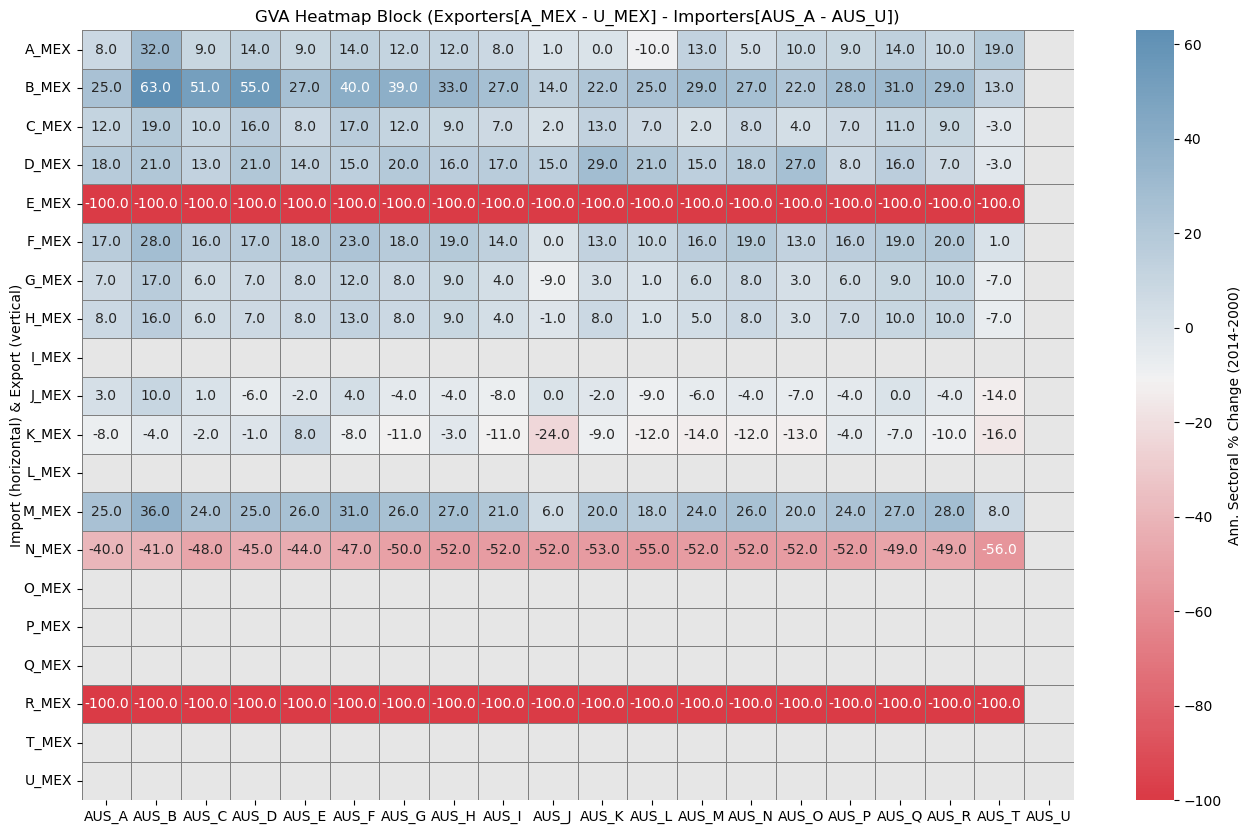 GVA Heatmap Block (Exporters[A_MEX - U_MEX] - Importers[AUS_A - AUS_U])
Import (horizontal) & Export (vertical)
A_MEX 8.0 32.0 9.0 14.0 9.0 14.0 12.0 12.0 8.0 1.0 0.0 -10.0 13.0 5.0 10.0 9.0 14.0 10.0 19.0
B_MEX 25.0 63.0 51.0 55.0 27.0 40.0 39.0 33.0 27.0 14.0 22.0 25.0 29.0 27.0 22.0 28.0 31.0 29.0 13.0
C_MEX 12.0 19.0 10.0 16.0 8.0 17.0 12.0 9.0 7.0 2.0 13.0 7.0 2.0 8.0 4.0 7.0 11.0 9.0 -3.0
D_MEX 18.0 21.0 13.0 21.0 14.0 15.0 20.0 16.0 17.0 15.0 29.0 21.0 15.0 18.0 27.0 8.0 16.0 7.0 -3.0
E_MEX -100.0 -100.0 -100.0 -100.0 -100.0 -100.0 -100.0 -100.0 -100.0 -100.0 -100.0 -100.0 -100.0 -100.0 -100.0 -100.0 -100.0 -100.0 -100.0
F_MEX 17.0 28.0 16.0 17.0 18.0 23.0 18.0 19.0 14.0 0.0 13.0 10.0 16.0 19.0 13.0 16.0 19.0 20.0 1.0
G_MEX 7.0 17.0 6.0 7.0 8.0 12.0 8.0 9.0 4.0 -9.0 3.0 1.0 6.0 8.0 3.0 6.0 9.0 10.0 -7.0
H_MEX 8.0 16.0 6.0 7.0 8.0 13.0 8.0 9.0 4.0 -1.0 8.0 1.0 5.0 8.0 3.0 7.0 10.0 10.0 -7.0
I_MEX
J_MEX 3.0 10.0 1.0 -6.0 -2.0 4.0 -4.0 -4.0 -8.0 0.0 -2.0 -9.0 -6.0 -4.0 -7.0 -4.0 0.0 -4.0 -14.0
K_MEX -8.0 -4.0 -2.0 -1.0 8.0 -8.0 -11.0 -3.0 -11.0 -24.0 -9.0 -12.0 -14.0 -12.0 -13.0 -4.0 -7.0 -10.0 -16.0
L_MEX
M_MEX 25.0 36.0 24.0 25.0 26.0 31.0 26.0 27.0 21.0 6.0 20.0 18.0 24.0 26.0 20.0 24.0 27.0 28.0 8.0
N_MEX -40.0 -41.0 -48.0 -45.0 -44.0 -47.0 -50.0 -52.0 -52.0 -52.0 -53.0 -55.0 -52.0 -52.0 -52.0 -52.0 -49.0 -49.0 -56.0
O_MEX
P_MEX
Q_MEX
R_MEX -100.0 -100.0 -100.0 -100.0 -100.0 -100.0 -100.0 -100.0 -100.0 -100.0 -100.0 -100.0 -100.0 -100.0 -100.0 -100.0 -100.0 -100.0 -100.0
T_MEX
U_MEX
AUS_A AUS_B AUS_C AUS_D AUS_E AUS_F AUS_G AUS_H AUS_I AUS_J AUS_K AUS_L AUS_M AUS_N AUS_O AUS_P AUS_Q AUS_R AUS_T AUS_U
60
40
20
0
−20
−40
−60
−80
−100
Ann. Sectoral % Change (2014-2000)